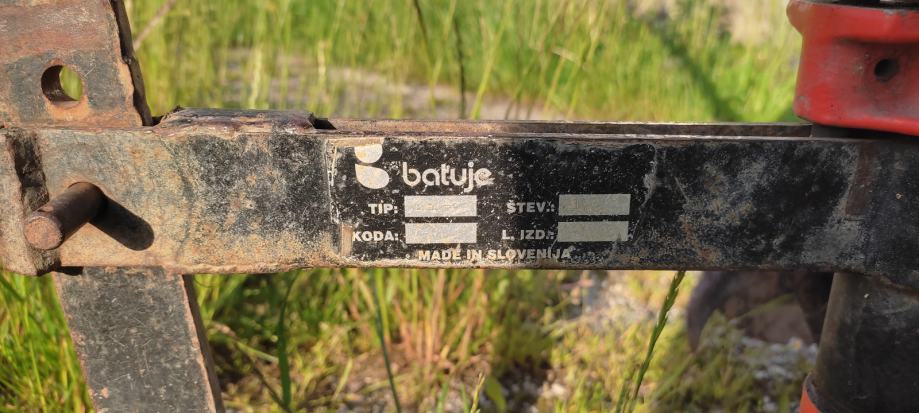 batuje
TIP: ŠTEV.:
KODA: L. IZD.:
MADE IN SLOVENIJA